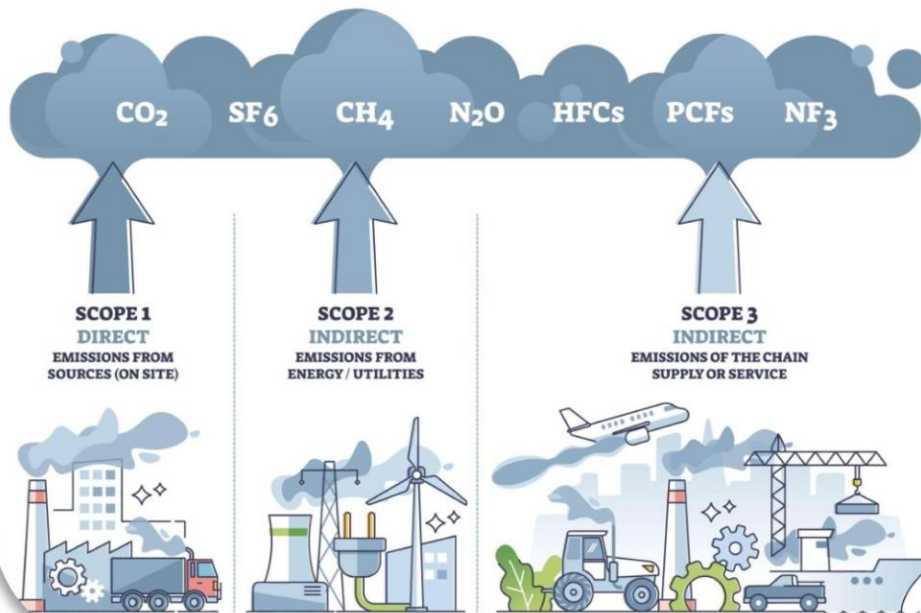 CO2 SF6 CH4 N2O HFCs PCFs NF3
SCOPE 1
DIRECT
EMISSIONS FROM
SOURCES (ON SITE)
SCOPE 2
INDIRECT
EMISSIONS FROM
ENERGY / UTILITIES
SCOPE 3
INDIRECT
EMISSIONS OF THE CHAIN
SUPPLY OR SERVICE